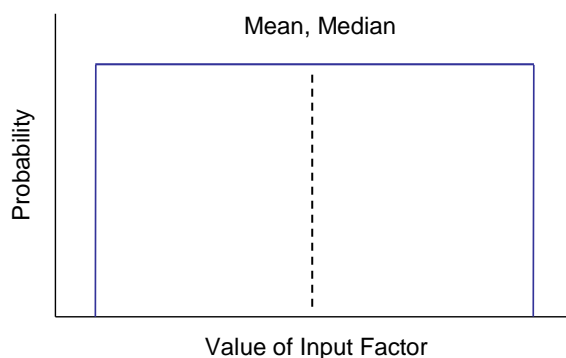 Mean, Median
Probability
Value of Input Factor